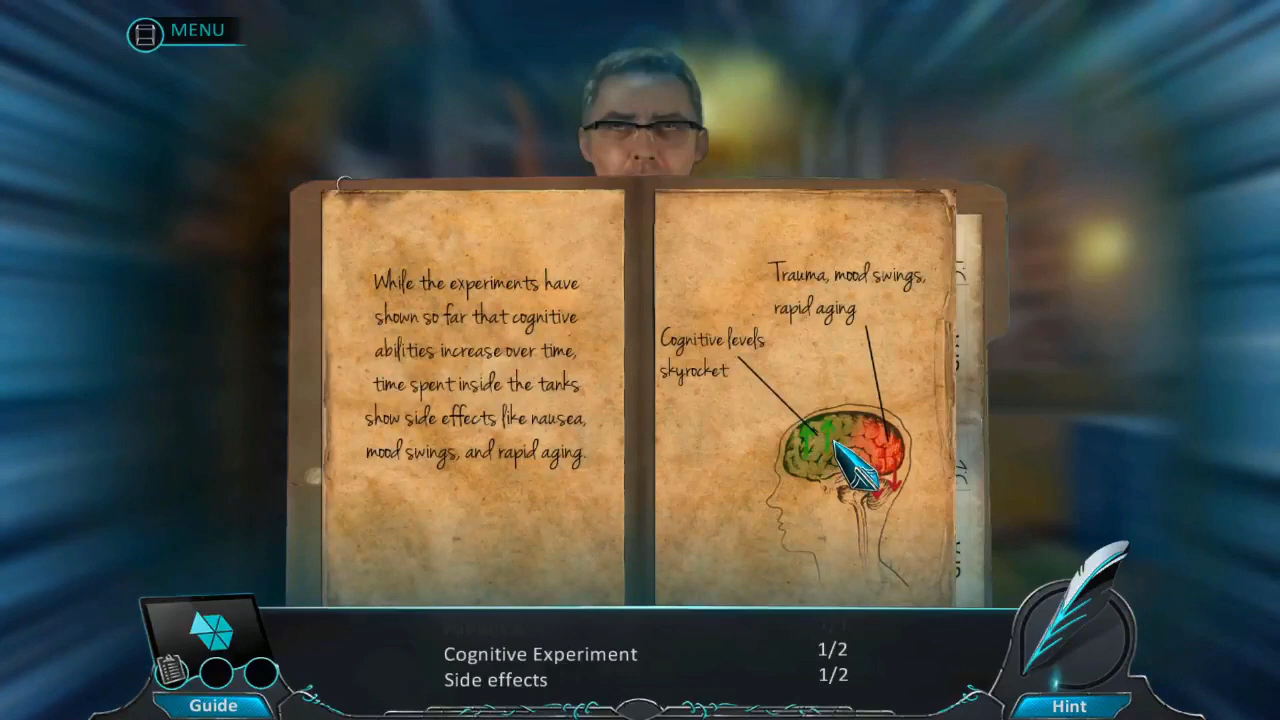 MENU
While the experiments have
shown so far that cognitive
abilities increase over time,
time spent inside the tanks
show side effects like nausea,
mood swings, and rapid aging.
Trauma, mood swings,
rapid aging
Cognitive levels
skyrocket
Cognitive Experiment 1/2
Side effects 1/2
Guide
Hint